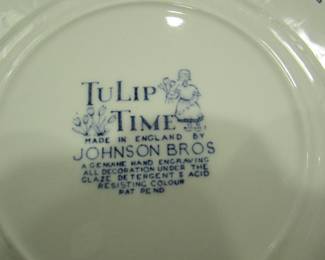 TULIP
TIME
MADE IN ENGLAND BY
JOHNSON BROS
A GENUINE HAND ENGRAVING
ALL DECORATION UNDER THE
GLAZE DETERGENT & ACID
RESISTING COLOUR
PAT PEND